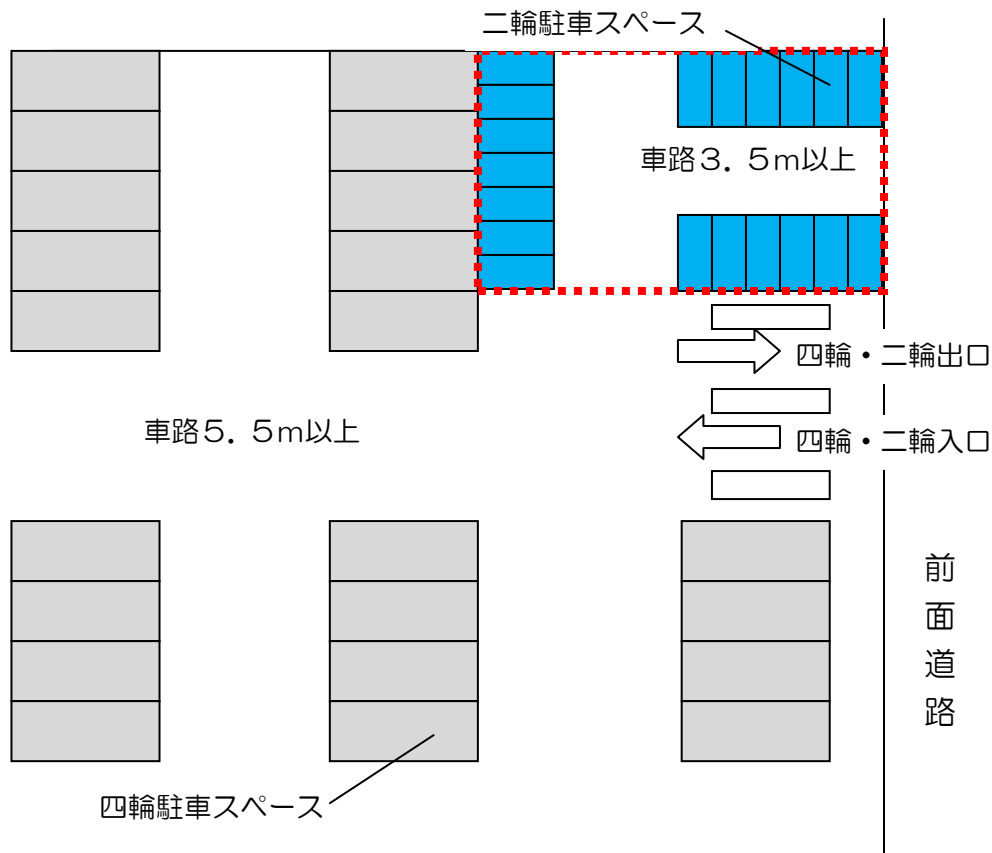 二輪駐車スペース
車路3.5m以上
四輪・二輪出口
車路5.5m以上
四輪・二輪入口
前面道路
四輪駐車スペース